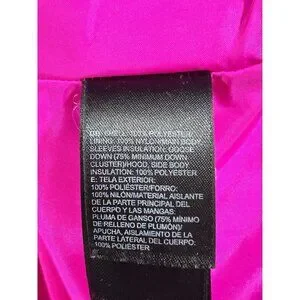 SHELL: 100% POLYESTER/
LINING: 100% NYLON/MAIN BODY,
SLEEVES INSULATION: GOOSE
DOWN (75% MINIMUM DOWN
CLUSTER)/HOOD, SIDE BODY
INSULATION: 100% POLYESTER
E: TELA EXTERIOR:
100% POLIÉSTER/FORRO:
100% NILÓN/MATERIAL AISLANTE
DE LA PARTE PRINCIPAL DEL
CUERPO Y LAS MANGAS:
PLUMA DE GANSO (75% MÍNIMO
DE RELLENO DE PLUMÓN)/
CAPUCHA, AISLAMIENTO DE LA
PARTE LATERAL DEL CUERPO:
100% POLIÉSTER